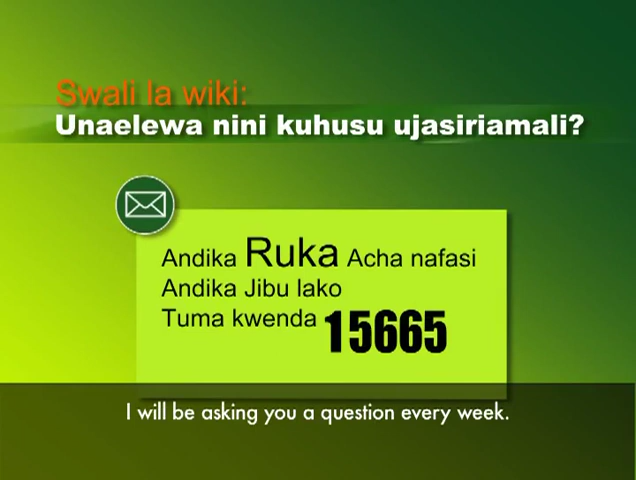 Swali la wiki:
Unaelewa nini kuhusu ujasiriamali?
Andika Ruka Acha nafasi
Andika Jibu lako
Tuma kwenda 15665
I will be asking you a question every week.